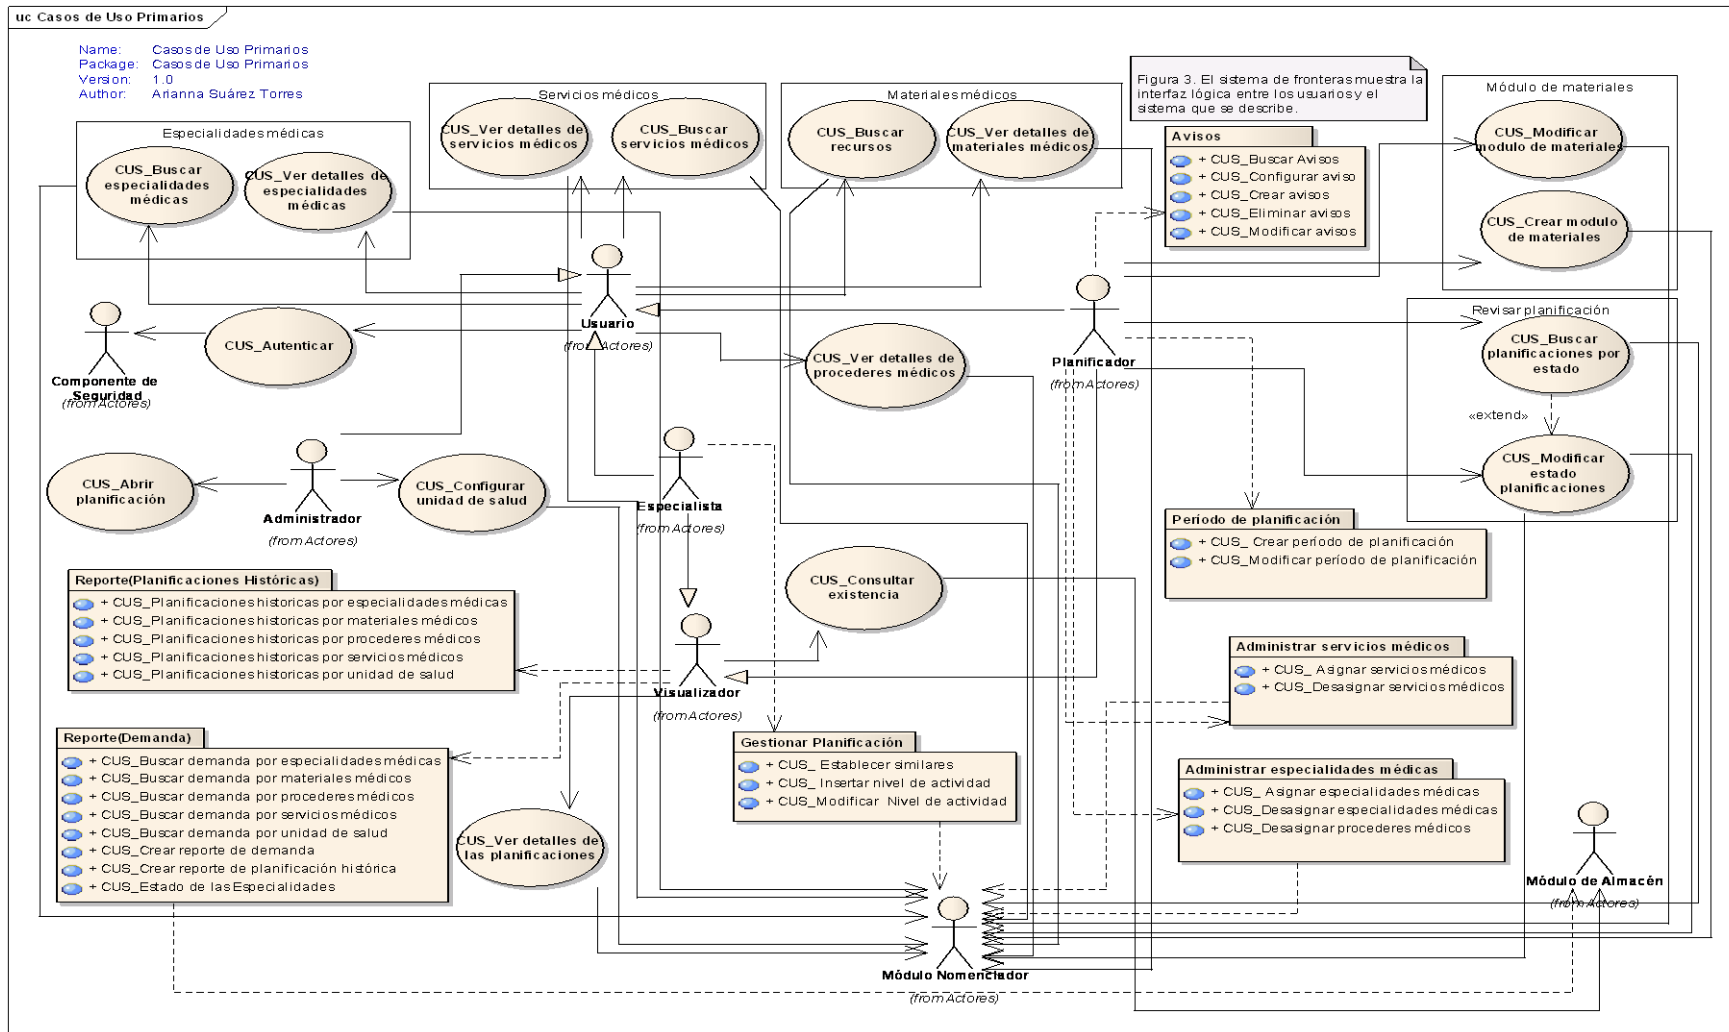 uc Casos de Uso Primarios
Name: Casos de Uso Primarios
Package: Casos de Uso Primarios
Version: 1.0
Author: Arianna Suárez Torres
Figura 3. El sistema de fronteras muestra la
interfaz lógica entre los usuarios y el
sistema que se describe.
Especialidades médicas
CUS_Buscar
especialidades
médicas
CUS_Ver detalles de
especialidades
médicas
Servicios médicos
CUS_Ver detalles de
servicios médicos
CUS_Buscar
servicios médicos
Materiales médicos
CUS_Buscar
recursos
CUS_Ver detalles de
materiales médicos
Avisos
+ CUS_Buscar Avisos
+ CUS_Configurar aviso
+ CUS_Crear avisos
+ CUS_Eliminar avisos
+ CUS_Modificar avisos
Módulo de materiales
CUS_Modificar
modulo de materiales
CUS_Crear modulo
de materiales
Revisar planificación
CUS_Buscar
planificaciones por
estado
«extend»
CUS_Modificar
estado
planificaciones
Usuario
(from Actores)
Componente de
Seguridad
(from Actores)
CUS_Autenticar
CUS_Ver detalles de
procederes médicos
Planificador
(from Actores)
CUS_Abrir
planificación
Administrador
(from Actores)
CUS_Configurar
unidad de salud
Especialista
(from Actores)
Período de planificación
+ CUS_ Crear período de planificación
+ CUS_Modificar período de planificación
Reporte(Planificaciones Históricas)
+ CUS_Planificaciones historicas por especialidades médicas
+ CUS_Planificaciones historicas por materiales médicos
+ CUS_Planificaciones historicas por procederes médicos
+ CUS_Planificaciones historicas por servicios médicos
+ CUS_Planificaciones historicas por unidad de salud
CUS_Consultar
existencia
Visualizador
(from Actores)
Administrar servicios médicos
+ CUS_ Asignar servicios médicos
+ CUS_Desasignar servicios médicos
Reporte(Demanda)
+ CUS_Buscar demanda por especialidades médicas
+ CUS_Buscar demanda por materiales médicos
+ CUS_Buscar demanda por procederes médicos
+ CUS_Buscar demanda por servicios médicos
+ CUS_Buscar demanda por unidad de salud
+ CUS_Crear reporte de demanda
+ CUS_Crear reporte de planificación histórica
+ CUS_Estado de las Especialidades
CUS_Ver detalles de
las planificaciones
Gestionar Planificación
+ CUS_ Establecer similares
+ CUS_ Insertar nivel de actividad
+ CUS_Modificar Nivel de actividad
Administrar especialidades médicas
+ CUS_ Asignar especialidades médicas
+ CUS_Desasignar especialidades médicas
+ CUS_Desasignar procederes médicos
Módulo de Almacén
(from Actores)
Módulo Nomenclador
(from Actores)